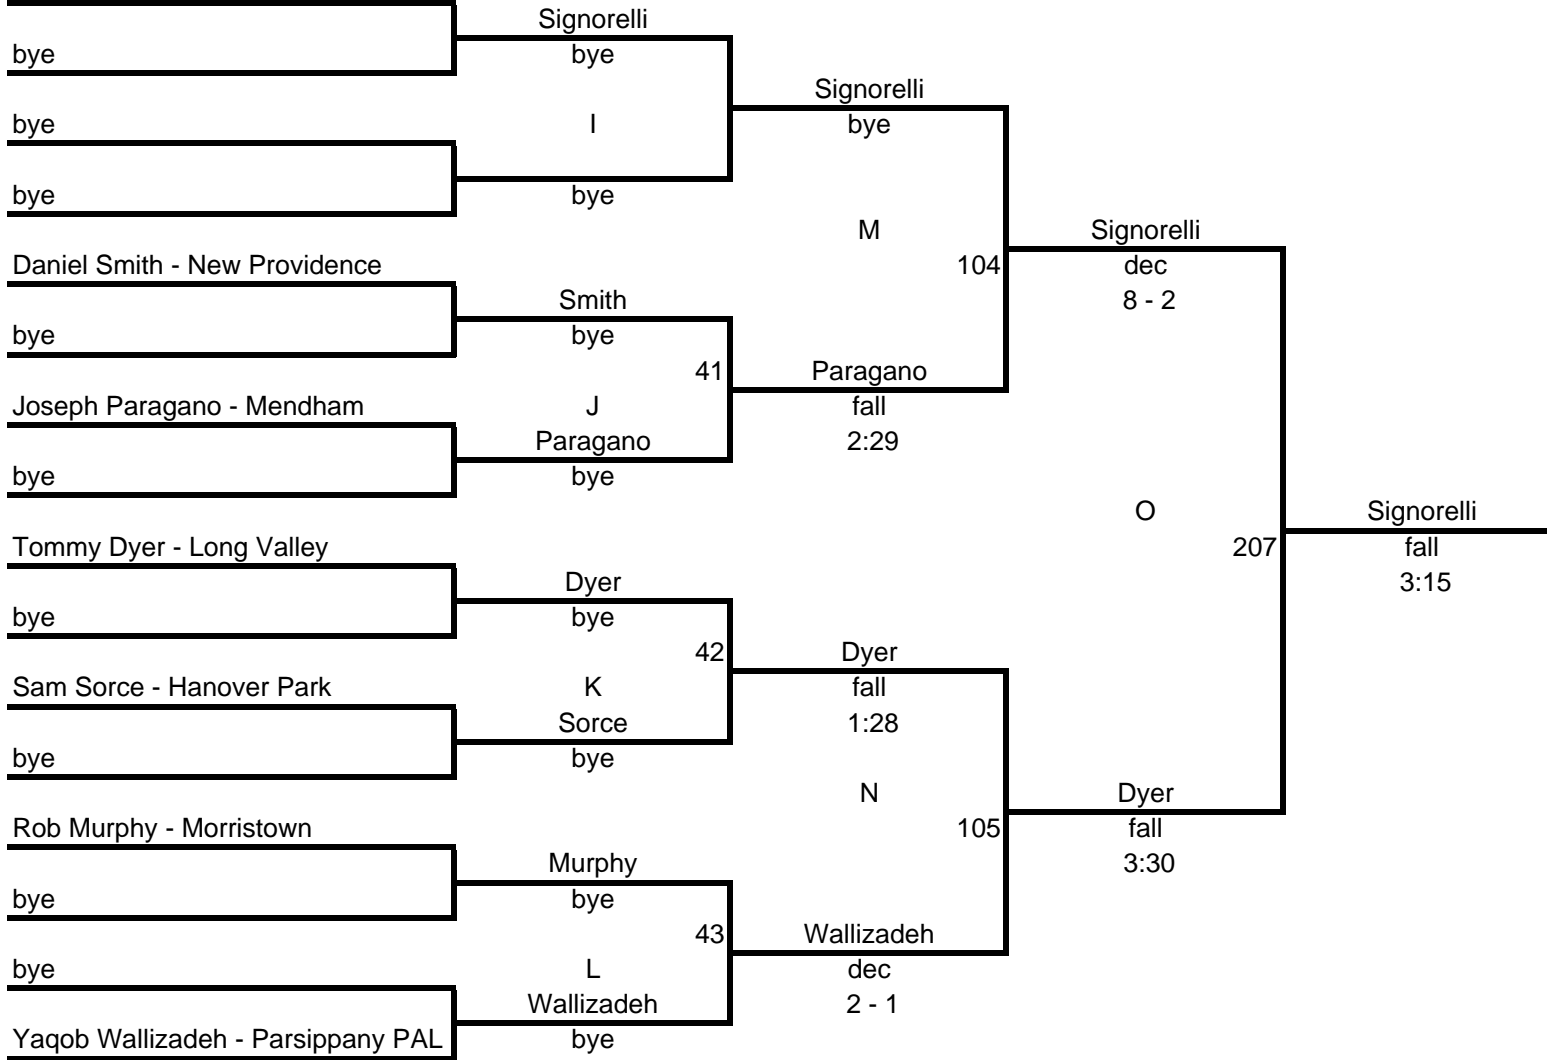 Signorelli
bye
bye
Signorelli
bye
I
bye
bye
bye
M
Signorelli
Daniel Smith - New Providence
104
dec
Smith
8 - 2
bye
bye
41
Paragano
Joseph Paragano - Mendham
J
fall
Paragano
2:29
bye
bye
O
Signorelli
Tommy Dyer - Long Valley
207
fall
Dyer
3:15
bye
bye
42
Dyer
Sam Sorce - Hanover Park
K
fall
Sorce
1:28
bye
bye
N
Dyer
Rob Murphy - Morristown
105
fall
Murphy
3:30
bye
bye
43
Wallizadeh
bye
L
dec
Wallizadeh
2 - 1
Yaqob Wallizadeh - Parsippany PAL
bye